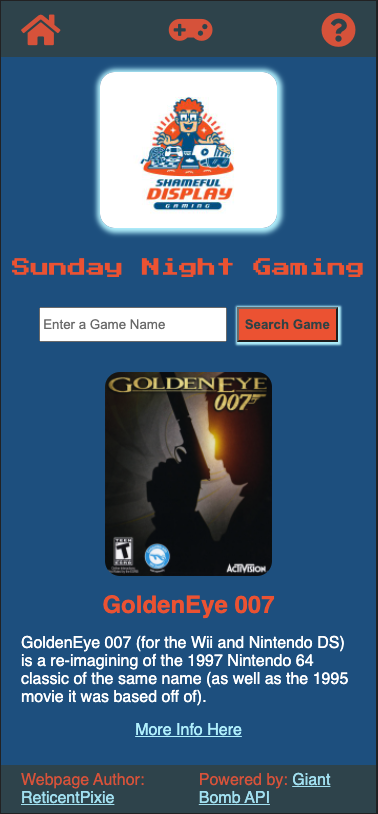 SHAMEFUL
DISPLAY
GAMING
Sunday Night Gaming
Enter a Game Name
Search Game
GOLDENEYE
007
TEEN
T
ESRB
ACTIVISION
GoldenEye 007
GoldenEye 007 (for the Wii and Nintendo DS)
is a re-imagining of the 1997 Nintendo 64
classic of the same name (as well as the 1995
movie it was based off of).
More Info Here
Webpage Author:
ReticentPixie
Powered by: Giant
Bomb API